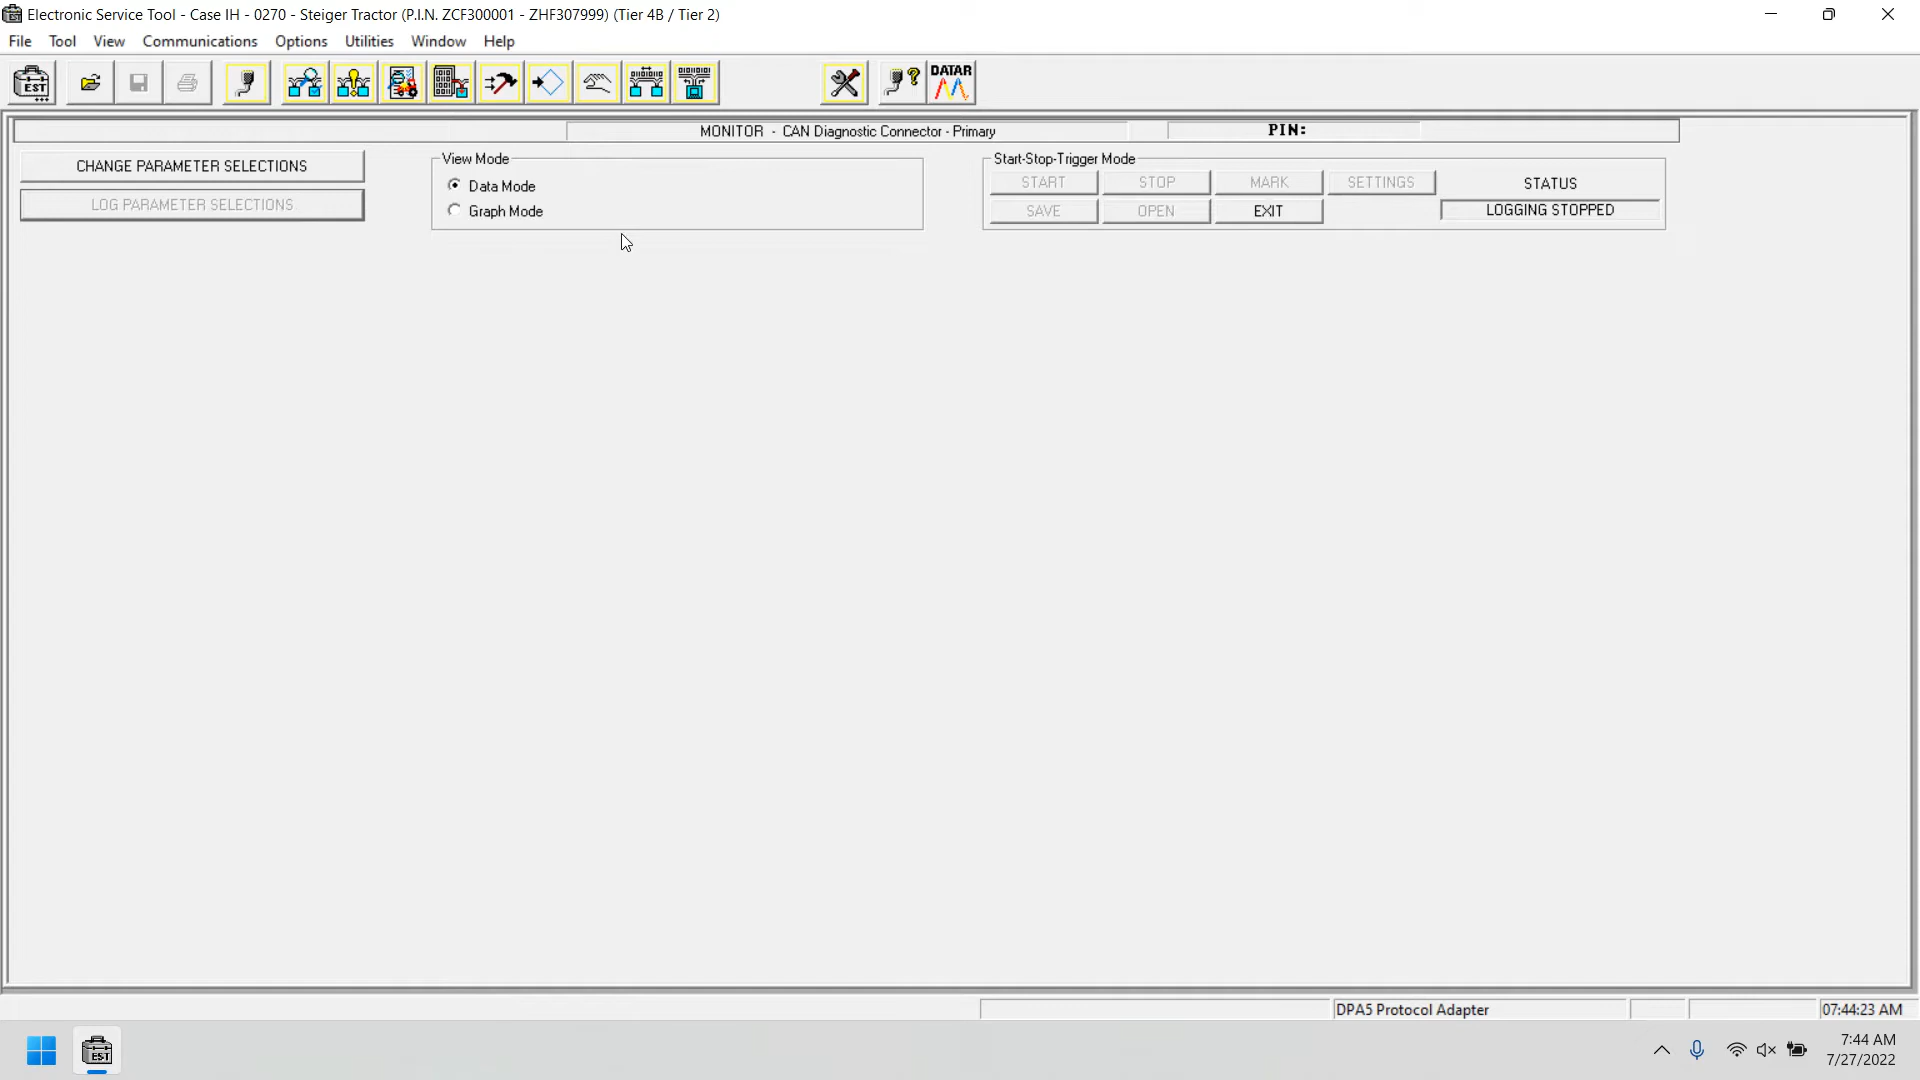 Electronic Service Tool - Case IH - 0270 - Steiger Tractor (P.I.N. ZCF300001 - ZHF307999) (Tier 4B / Tier 2)
File Tool View Communications Options Utilities Window Help
EST
DATAR
MONITOR - CAN Diagnostic Connector - Primary
PIN:
CHANGE PARAMETER SELECTIONS
LOG PARAMETER SELECTIONS
View Mode
Data Mode
Graph Mode
Start-Stop-Trigger Mode
START STOP MARK SETTINGS STATUS
SAVE OPEN EXIT LOGGING STOPPED
DPA5 Protocol Adapter
07:44:23 AM
EST
7:44 AM
7/27/2022